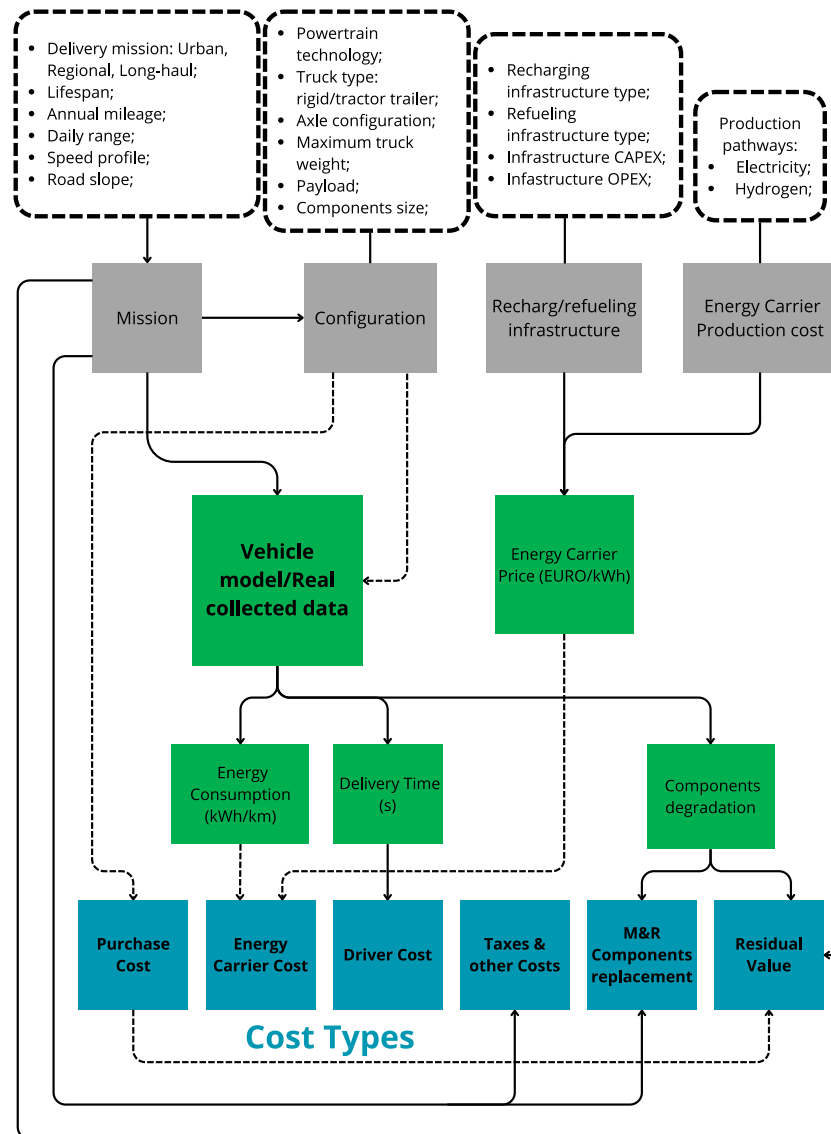 • Delivery mission: Urban,
Regional, Long-haul;
• Lifespan;
• Annual mileage;
• Daily range;
• Speed profile;
• Road slope;
• Powertrain
technology;
• Truck type:
rigid/tractor trailer;
• Axle configuration;
• Maximum truck
weight;
• Payload;
• Components size;
• Recharging
infrastructure type;
• Refueling
infrastructure type;
• Infrastructure CAPEX;
• Infastructure OPEX;
Production
pathways:
• Electricity;
• Hydrogen;
Mission
Configuration
Recharg/refueling
infrastructure
Energy Carrier
Production cost
Vehicle
model/Real
collected data
Energy Carrier
Price (EURO/kWh)
Energy
Consumption
(kWh/km)
Delivery Time
(s)
Components
degradation
Purchase
Cost
Energy
Carrier Cost
Driver Cost
Taxes &
other Costs
M&R
Components
replacement
Residual
Value
Cost Types